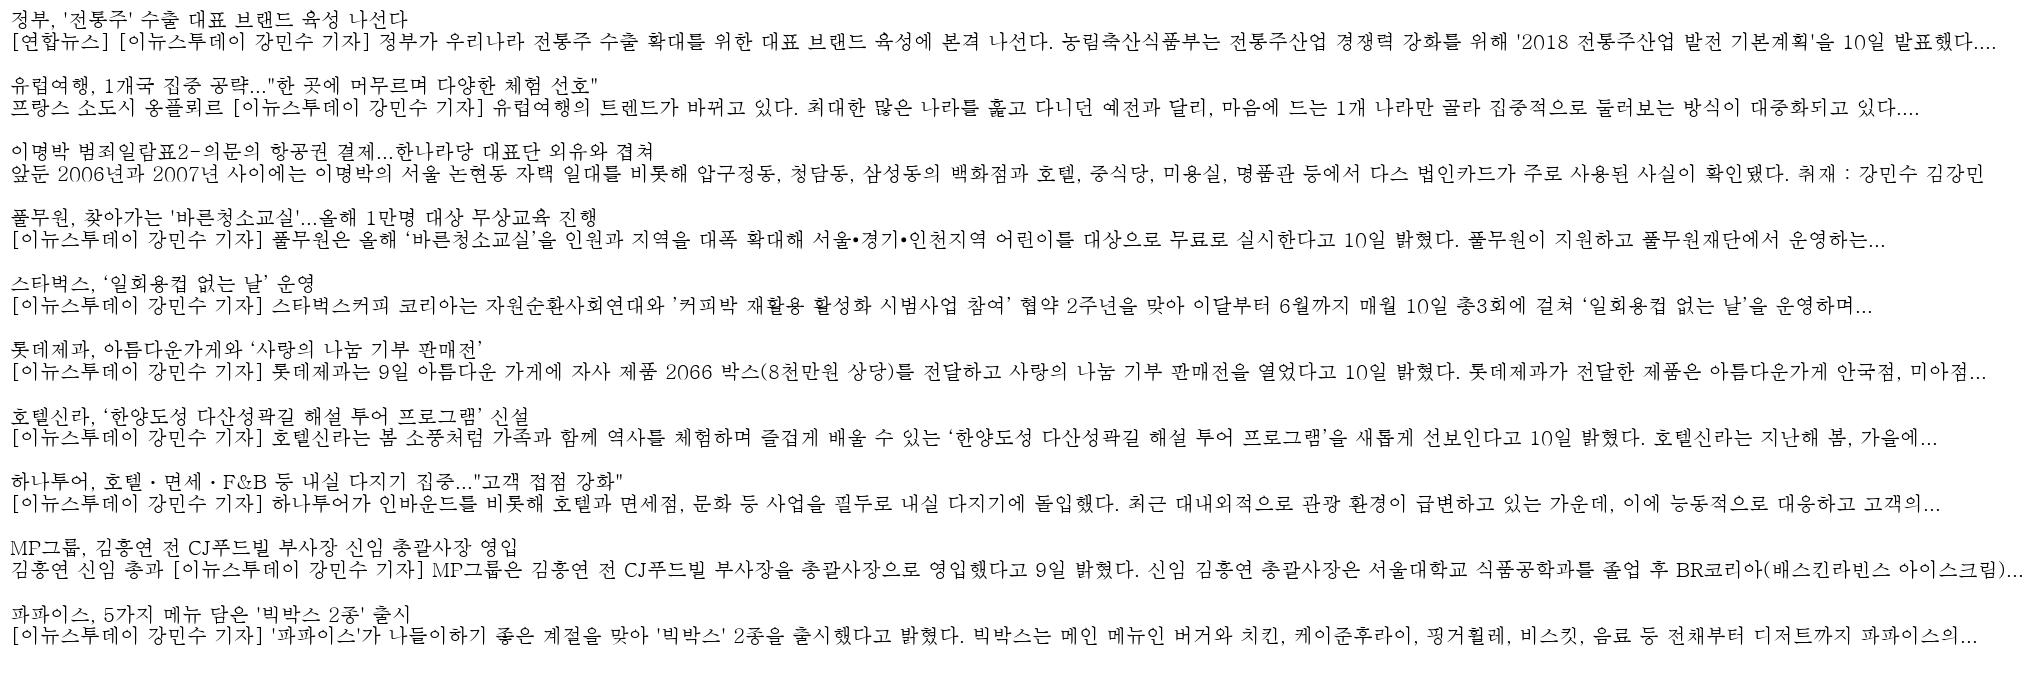 정부, '전통주' 수출 대표 브랜드 육성 나선다
[연합뉴스] [이뉴스투데이 강민수 기자] 정부가 우리나라 전통주 수출 확대를 위한 대표 브랜드 육성에 본격 나선다. 농림축산식품부는 전통주산업 경쟁력 강화를 위해 '2018 전통주산업 발전 기본계획'을 10일 발표했다....
유럽여행, 1개국 집중 공략..."한 곳에 머무르며 다양한 체험 선호"
프랑스 소도시 옹플뢰르 [이뉴스투데이 강민수 기자] 유럽여행의 트렌드가 바뀌고 있다. 최대한 많은 나라를 훑고 다니던 예전과 달리, 마음에 드는 1개 나라만 골라 집중적으로 둘러보는 방식이 대중화되고 있다....
이명박 범죄일람표2-의문의 항공권 결제...한나라당 대표단 외유와 겹쳐
앞둔 2006년과 2007년 사이에는 이명박의 서울 논현동 자택 일대를 비롯해 압구정동, 청담동, 삼성동의 백화점과 호텔, 중식당, 미용실, 명품관 등에서 다스 법인카드가 주로 사용된 사실이 확인됐다. 취재 : 강민수 김강민
풀무원, 찾아가는 '바른청소교실'...올해 1만명 대상 무상교육 진행
[이뉴스투데이 강민수 기자] 풀무원은 올해 ‘바른청소교실’을 인원과 지역을 대폭 확대해 서울•경기•인천지역 어린이를 대상으로 무료로 실시한다고 10일 밝혔다. 풀무원이 지원하고 풀무원재단에서 운영하는...
스타벅스, ‘일회용컵 없는 날’ 운영
[이뉴스투데이 강민수 기자] 스타벅스커피 코리아는 자원순환사회연대와 ’커피박 재활용 활성화 시범사업 참여’ 협약 2주년을 맞아 이달부터 6월까지 매월 10일 총3회에 걸쳐 ‘일회용컵 없는 날’을 운영하며...
롯데제과, 아름다운가게와 ‘사랑의 나눔 기부 판매전’
[이뉴스투데이 강민수 기자] 롯데제과는 9일 아름다운 가게에 자사 제품 2066 박스(8천만원 상당)를 전달하고 사랑의 나눔 기부 판매전을 열었다고 10일 밝혔다. 롯데제과가 전달한 제품은 아름다운가게 안국점, 미아점...
호텔신라, ‘한양도성 다산성곽길 해설 투어 프로그램’ 신설
[이뉴스투데이 강민수 기자] 호텔신라는 봄 소풍처럼 가족과 함께 역사를 체험하며 즐겁게 배울 수 있는 ‘한양도성 다산성곽길 해설 투어 프로그램’을 새롭게 선보인다고 10일 밝혔다. 호텔신라는 지난해 봄, 가을에...
하나투어, 호텔・면세・F&B 등 내실 다지기 집중..."고객 접점 강화"
[이뉴스투데이 강민수 기자] 하나투어가 인바운드를 비롯해 호텔과 면세점, 문화 등 사업을 필두로 내실 다지기에 돌입했다. 최근 대내외적으로 관광 환경이 급변하고 있는 가운데, 이에 능동적으로 대응하고 고객의...
MP그룹, 김흥연 전 CJ푸드빌 부사장 신임 총괄사장 영입
김흥연 신임 총과 [이뉴스투데이 강민수 기자] MP그룹은 김흥연 전 CJ푸드빌 부사장을 총괄사장으로 영입했다고 9일 밝혔다. 신임 김흥연 총괄사장은 서울대학교 식품공학과를 졸업 후 BR코리아(배스킨라빈스 아이스크림)...
파파이스, 5가지 메뉴 담은 '빅박스 2종' 출시
[이뉴스투데이 강민수 기자] '파파이스'가 나들이하기 좋은 계절을 맞아 '빅박스' 2종을 출시했다고 밝혔다. 빅박스는 메인 메뉴인 버거와 치킨, 케이준후라이, 핑거휠레, 비스킷, 음료 등 전채부터 디저트까지 파파이스의...